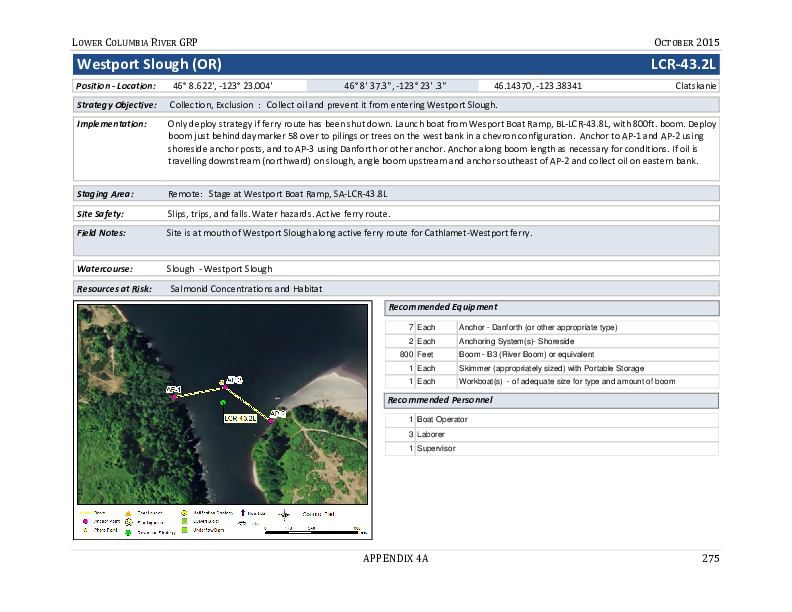 LOWER COLUMBIA RIVER GRP OCTOBER 2015
Westport Slough (OR) LCR-43.2L
Position - Location: 46° 8.622', -123° 23.004' 46° 8' 37.3", -123° 23' .3" 46.14370, -123.38341 Clatskanie
Strategy Objective: Collection, Exclusion : Collect oil and prevent it from entering Westport Slough.
Implementation: Only deploy strategy if ferry route has been shut down. Launch boat from Wesport Boat Ramp, BL-LCR-43.8L, with 800ft. boom. Deploy
boom just behind daymarker 58 over to pilings or trees on the west bank in a chevron configuration. Anchor to AP-1 and AP-2 using
shoreside anchor posts, and to AP-3 using Danforth or other anchor. Anchor along boom length as necessary for conditions. If oil is
travelling downstream (northward) on slough, angle boom upstream and anchor southeast of AP-2 and collect oil on eastern bank.
Staging Area: Remote: Stage at Westport Boat Ramp, SA-LCR-43.8L
Site Safety: Slips, trips, and falls. Water hazards. Active ferry route.
Field Notes: Site is at mouth of Westport Slough along active ferry route for Cathlamet-Westport ferry.
Watercourse: Slough - Westport Slough
Resources at Risk: Salmonid Concentrations and Habitat
AP-1
LCR-43.2L
Recommended Equipment
7 Each Anchor - Danforth (or other appropriate type)
2 Each Anchoring System(s)- Shoreside
800 Feet Boom - B3 (River Boom) or equivalent
1 Each Skimmer (appropriately sized) with Portable Storage
1 Each Workboat(s) - of adequate size for type and amount of boom
Recommended Personnel
1 Boat Operator
3 Laborer
1 Supervisor
Anchor Point
Photo Point
Notification Strategy
APPENDIX 4A 275